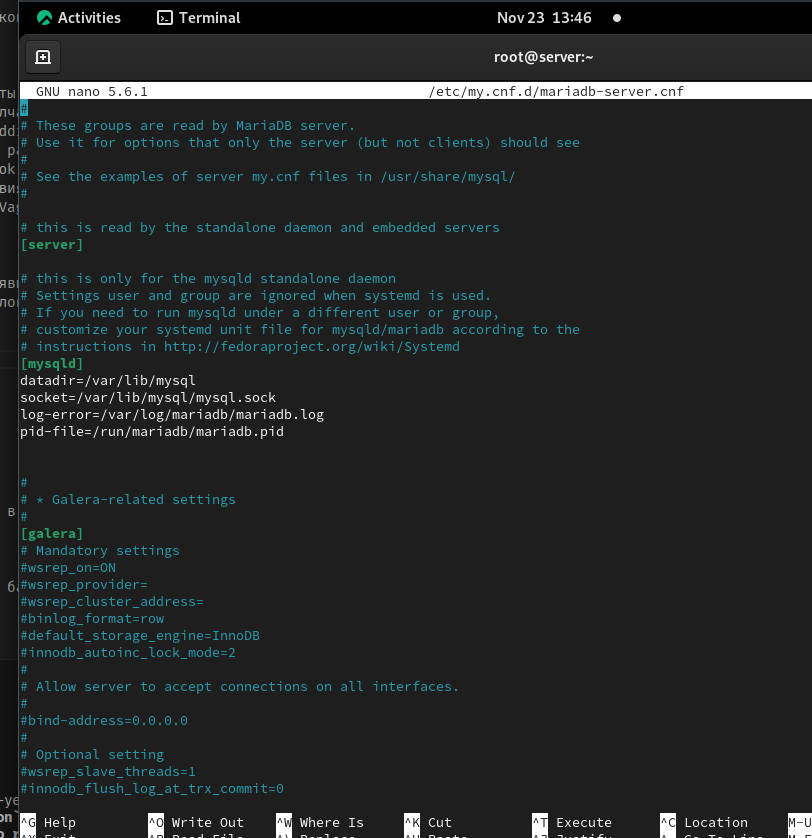 Activities Terminal Nov 23 13:46
root@server:~
GNU nano 5.6.1 /etc/my.cnf.d/mariadb-server.cnf
#
# These groups are read by MariaDB server.
# Use it for options that only the server (but not clients) should see
#
# See the examples of server my.cnf files in /usr/share/mysql/
#
# this is read by the standalone daemon and embedded servers
[server]
# this is only for the mysqld standalone daemon
# Settings user and group are ignored when systemd is used.
# If you need to run mysqld under a different user or group,
# customize your systemd unit file for mysqld/mariadb according to the
# instructions in http://fedoraproject.org/wiki/Systemd
[mysqld]
datadir=/var/lib/mysql
socket=/var/lib/mysql/mysql.sock
log-error=/var/log/mariadb/mariadb.log
pid-file=/run/mariadb/mariadb.pid
#
# * Galera-related settings
#
[galera]
# Mandatory settings
#wsrep_on=ON
#wsrep_provider=
#wsrep_cluster_address=
#binlog_format=row
#default_storage_engine=InnoDB
#innodb_autoinc_lock_mode=2
#
# Allow server to accept connections on all interfaces.
#
#bind-address=0.0.0.0
#
# Optional setting
#wsrep_slave_threads=1
#innodb_flush_log_at_trx_commit=0
^G Help ^O Write Out ^W Where Is ^K Cut ^T Execute ^C Location M-U